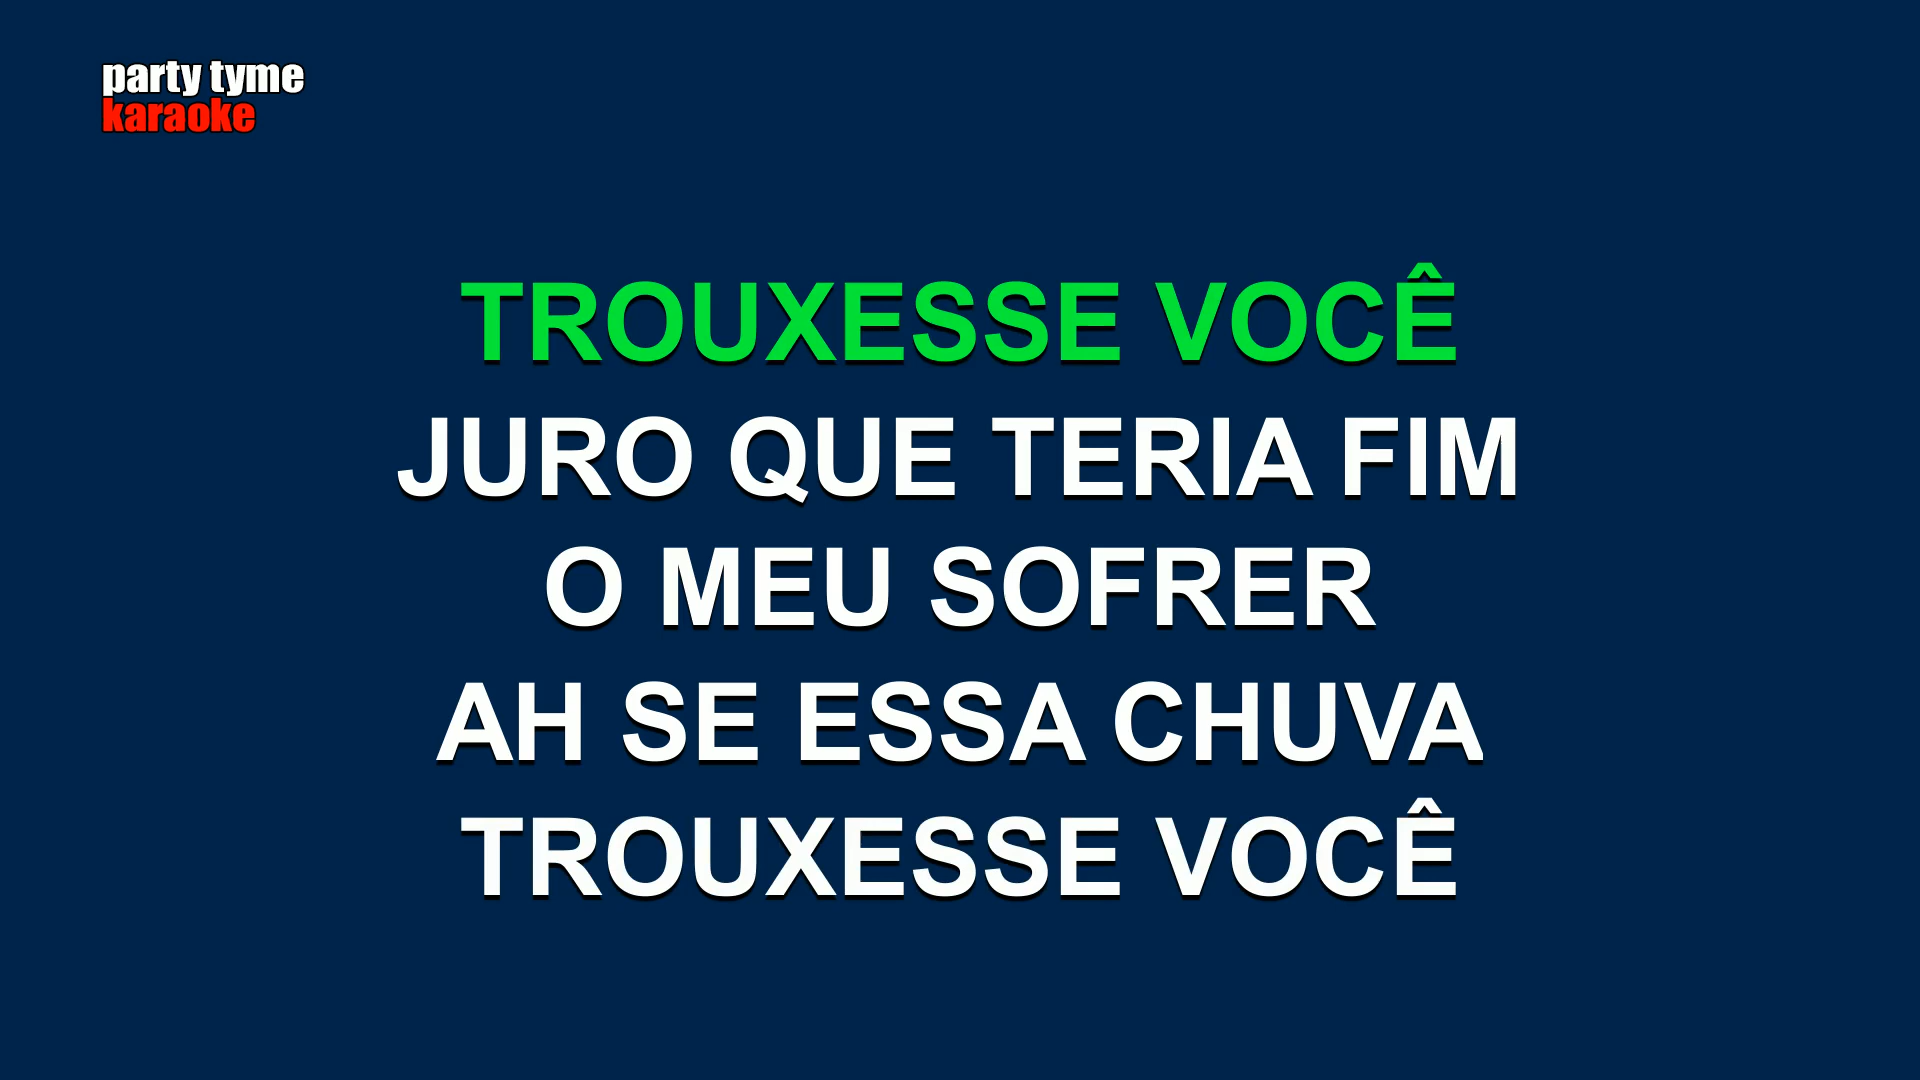 party tyme
karaoke
TROUXESSE VOCÊ
JURO QUE TERIA FIM
O MEU SOFRER
AH SE ESSA CHUVA
TROUXESSE VOCÊ